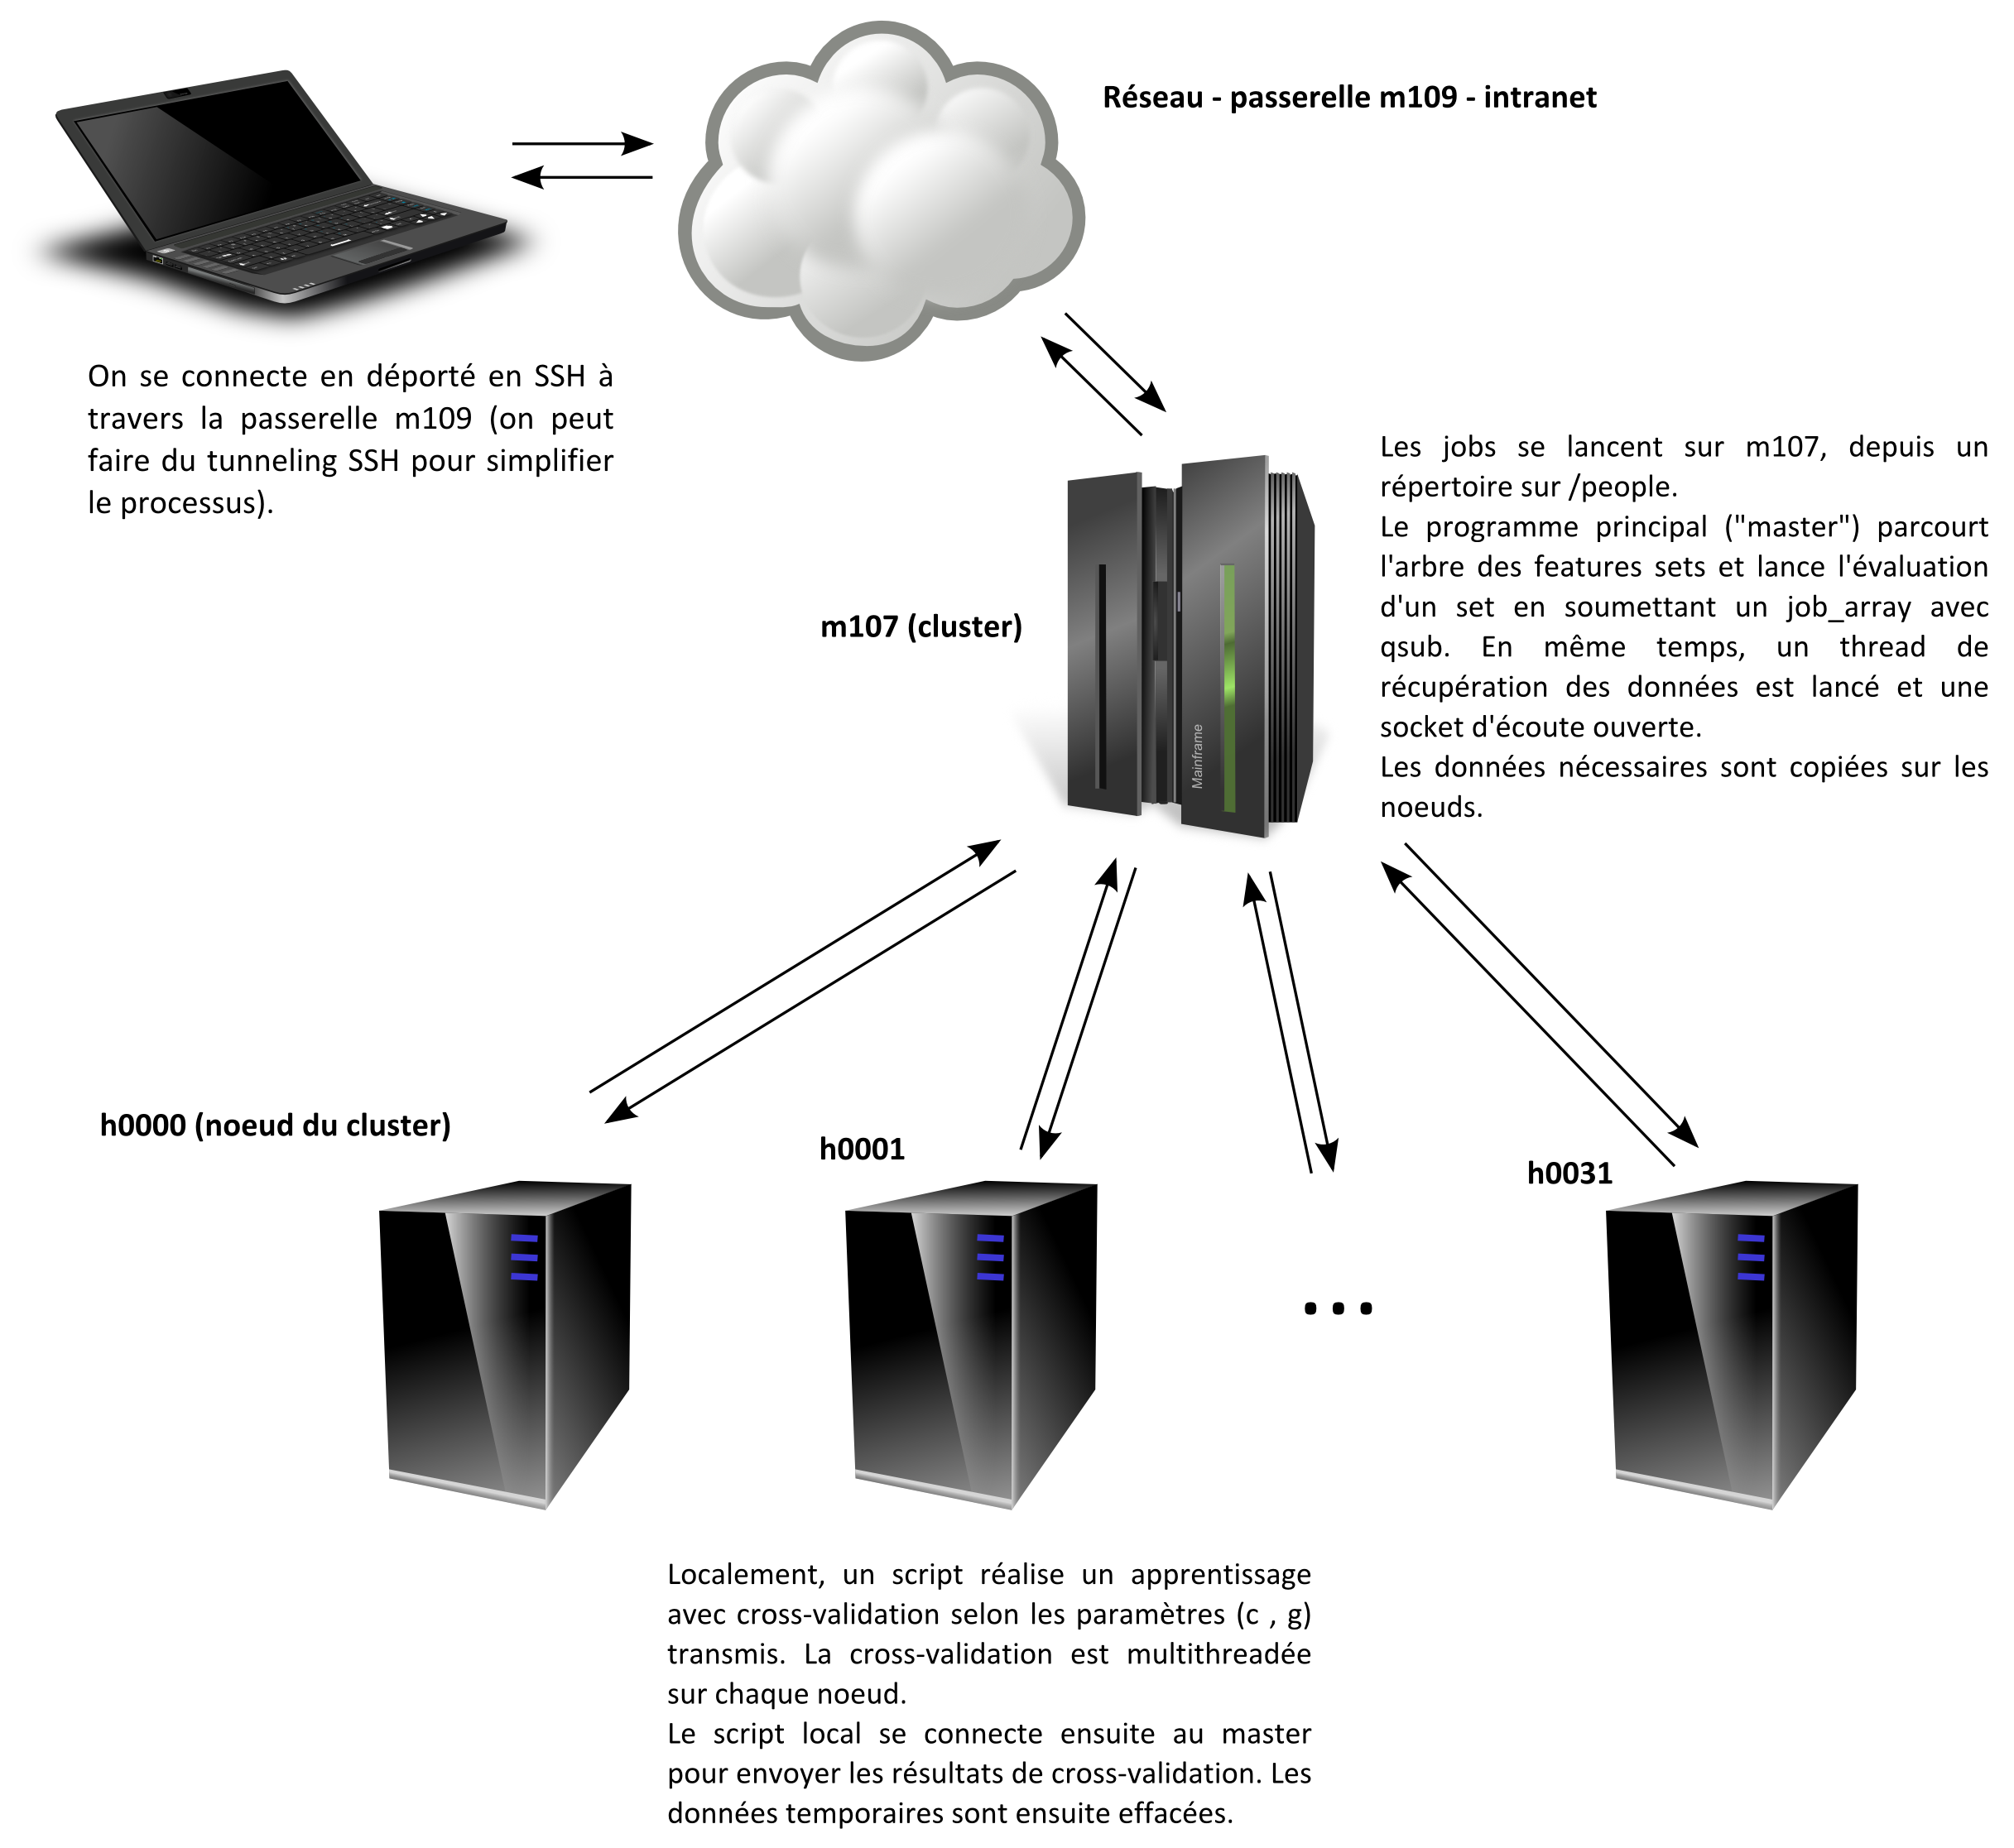 Réseau - passerelle m109 - intranet
On se connecte en déporté en SSH à
travers la passerelle m109 (on peut
faire du tunneling SSH pour simplifier
le processus).
Les jobs se lancent sur m107, depuis un
répertoire sur /people.
Le programme principal ("master") parcourt
l'arbre des features sets et lance l'évaluation
d'un set en soumettant un job_array avec
qsub. En même temps, un thread de
récupération des données est lancé et une
socket d'écoute ouverte.
Les données nécessaires sont copiées sur les
noeuds.
m107 (cluster)
Mainframe
h0000 (noeud du cluster)
h0001
h0031
...
Localement, un script réalise un apprentissage
avec cross-validation selon les paramètres (c , g)
transmis. La cross-validation est multithreadée
sur chaque noeud.
Le script local se connecte ensuite au master
pour envoyer les résultats de cross-validation. Les
données temporaires sont ensuite effacées.